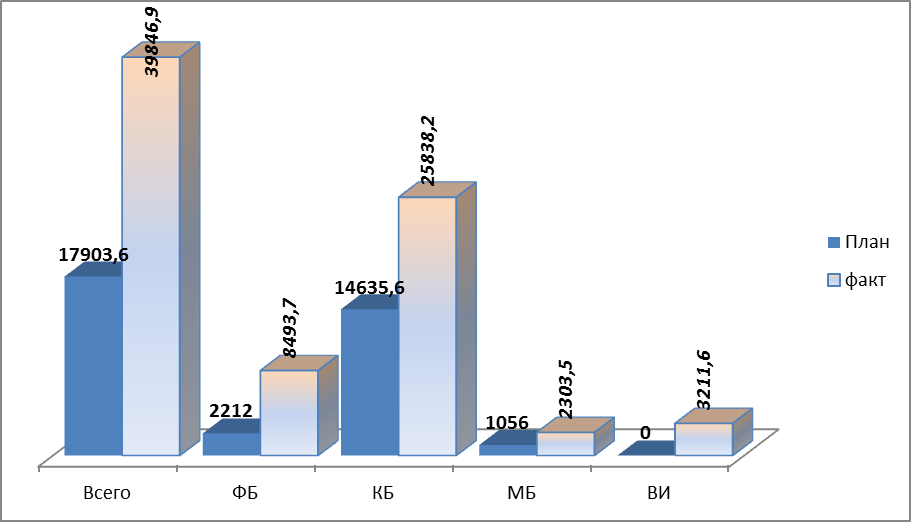 39846,9
17903,6
25838,2
14635,6
8493,7
2212
2303,5
1056
3211,6
0
План
факт
Всего
ФБ
КБ
МБ
ВИ